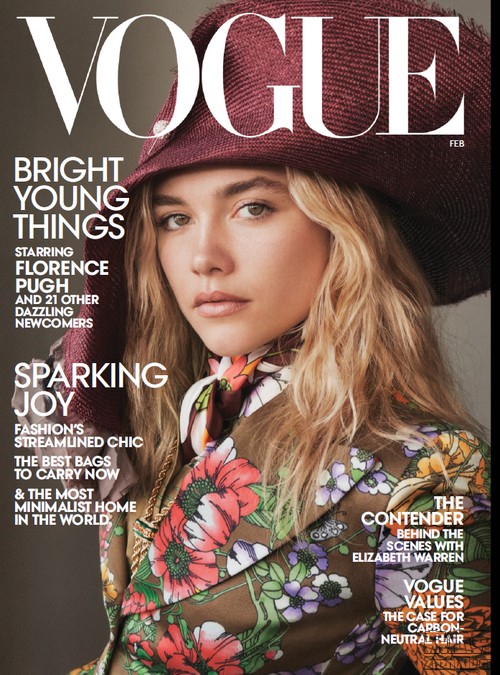 VOGUE
FEB
BRIGHT
YOUNG
THINGS
STARRING
FLORENCE
PUGH
AND 21 OTHER
DAZZLING
NEWCOMERS
SPARKING
JOY
FASHION'S
STREAMLINED CHIC
THE BEST BAGS
TO CARRY NOW
& THE MOST
MINIMALIST HOME
IN THE WORLD.
THE
CONTENDER
BEHIND THE
SCENES WITH
ELIZABETH WARREN
VOGUE
VALUES
THE CASE FOR
CARBON-
NEUTRAL HAIR